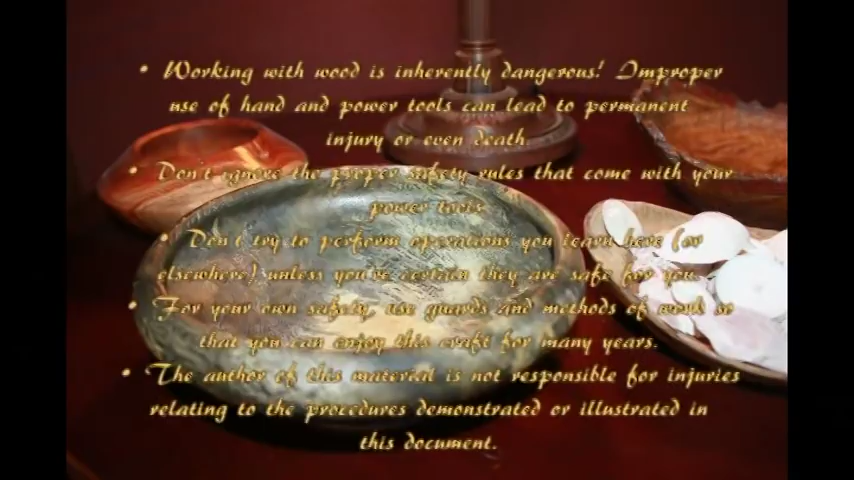 • Working with wood is inherently dangerous! Improper
use of hand and power tools can lead to permanent
injury or even death.
• Don't ignore the proper safety rules that come with your
power tools.
• Don't try to perform operations you learn here (or
elsewhere) unless you're certain they are safe for you.
• For your own safety, use guards and methods of work so
that you can enjoy this craft for many years.
• The author of this material is not responsible for injuries
relating to the procedures demonstrated or illustrated in
this document.